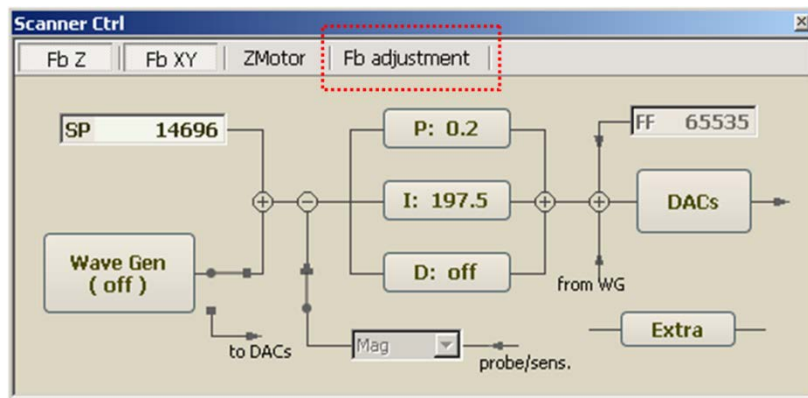 Scanner Ctrl
Fb Z Fb XY ZMotor Fb adjustment
SP 14696
P: 0.2
FF 65535
I: 197.5
DACs
Wave Gen
( off )
D: off
from WG
to DACs
Mag
probe/sens.
Extra